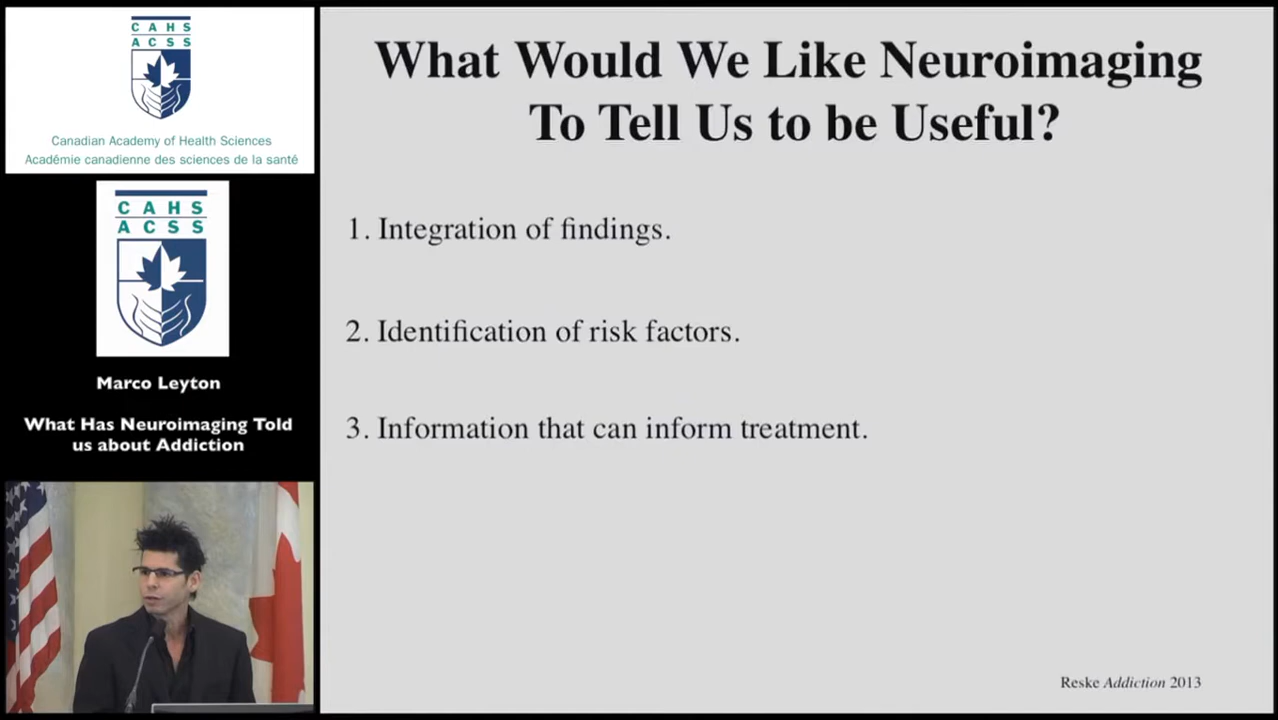 CAHS
ACSS
Canadian Academy of Health Sciences
Académie canadienne des sciences de la santé
CAHS
ACSS
Marco Leyton
What Has Neuroimaging Told
us about Addiction
What Would We Like Neuroimaging
To Tell Us to be Useful?
1. Integration of findings.
2. Identification of risk factors.
3. Information that can inform treatment.
Reske Addiction 2013